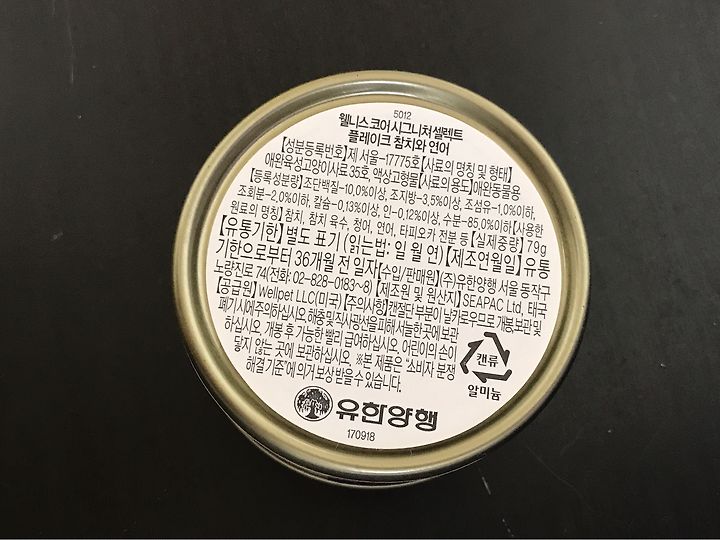 5012
웰니스 코어 시그니처 셀렉트
플레이크 참치와 연어
【성분등록번호】 제 서울-17775호 【사료의 명칭 및 형태】
애완육성고양이사료 35호, 액상고형물 【사료의 용도】 애완동물용
【등록성분량】 조단백질-10.0%이상, 조지방-3.5%이상, 조섬유-1.0%이하,
조회분-2.0%이하, 칼슘-0.13%이상, 인-0.12%이상, 수분-85.0%이하 【사용한
원료의 명칭】 참치, 참치 육수, 청어, 연어, 타피오카 전분 등 【실제중량】 79g
【유통기한】 별도 표기 (읽는법: 일 월 연) 【제조연월일】 유통
기한으로부터 36개월 전 일자 【수입/판매원】 (주)유한양행 서울 동작구
노량진로 74(전화: 02-828-0183~8) 【제조원 및 원산지】 SEAPAC Ltd, 태국
【공급원】 Wellpet LLC(미국) 【주의사항】 캔절단 부분이 날카로우므로 개봉,보관 및
폐기 시에 주의하십시오. 해충 및 직사광선을 피해 서늘한 곳에 보관
하십시오. 개봉 후 가능한 빨리 급여하십시오. 어린이의 손이
닿지 않는 곳에 보관하십시오. ※본 제품은 "소비자 분쟁
해결 기준"에 의거 보상 받을 수 있습니다.
캔류
알미늄
유한양행
170918